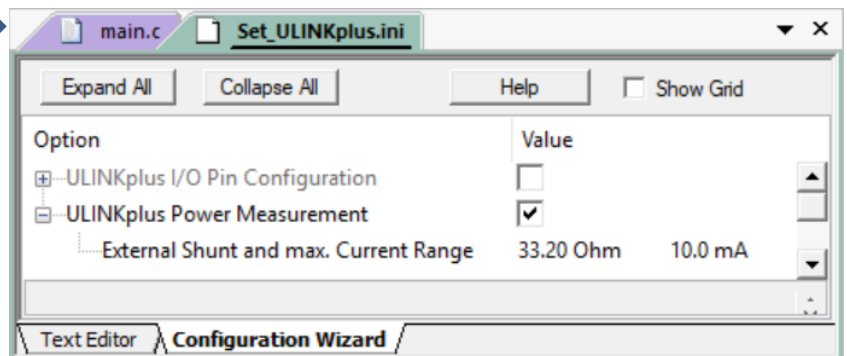 main.c Set_ULINKplus.ini
Expand All Collapse All Help Show Grid
Option Value
ULINKplus I/O Pin Configuration
ULINKplus Power Measurement
External Shunt and max. Current Range 33.20 Ohm 10.0 mA
Text Editor Configuration Wizard